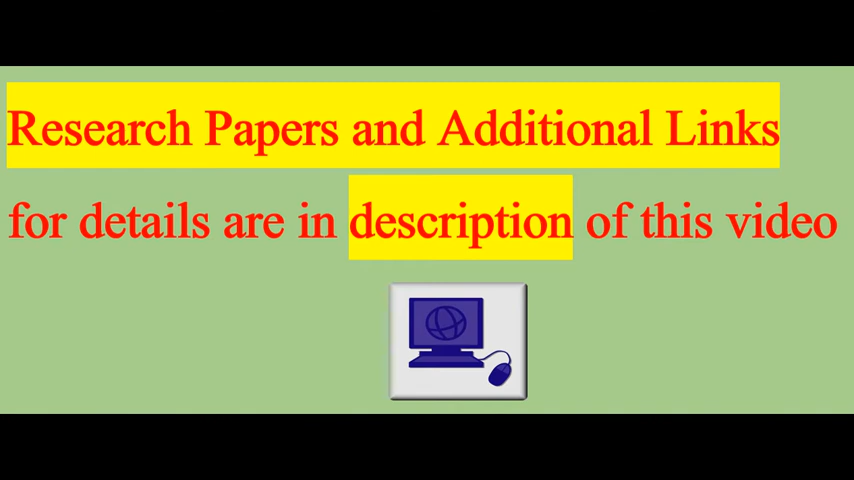 Research Papers and Additional Links
for details are in description of this video